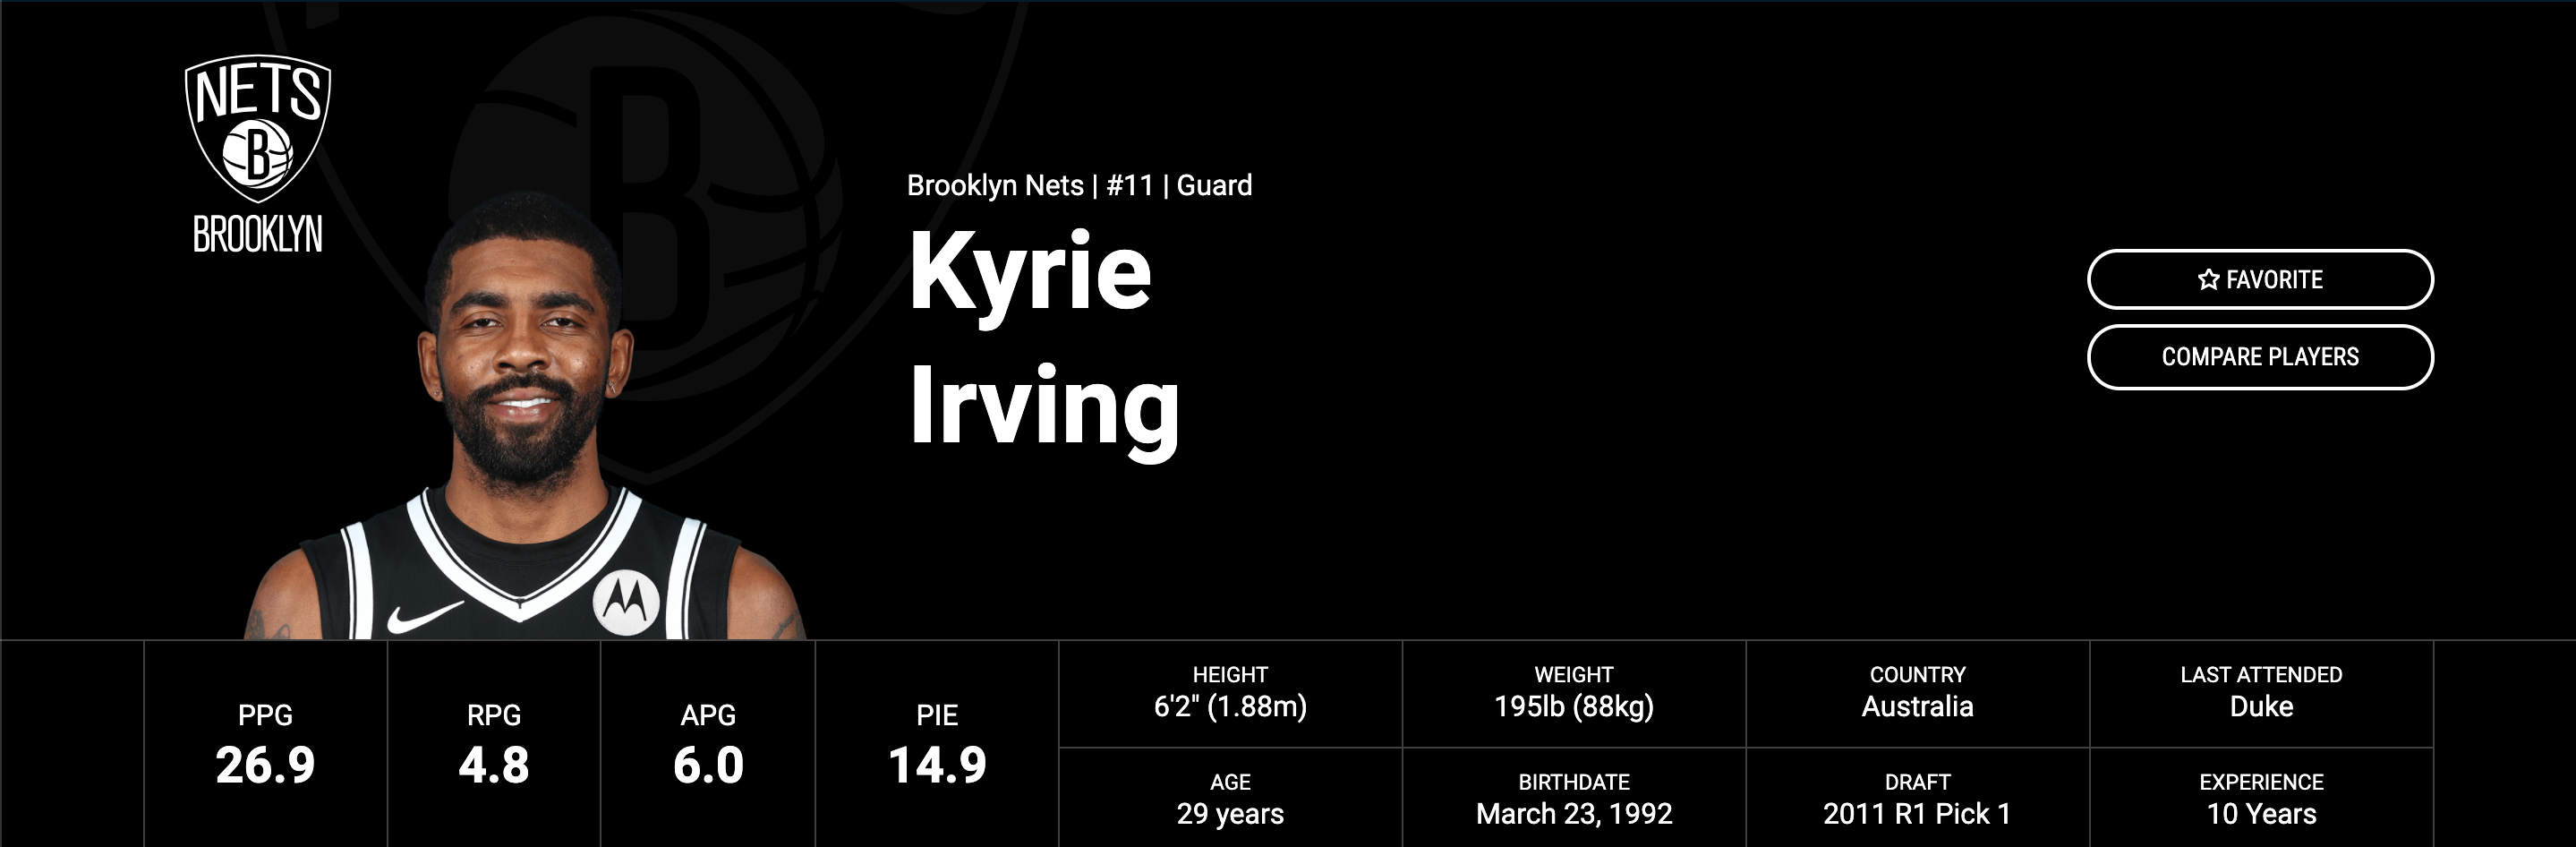 NETS
B
BROOKLYN
B
Brooklyn Nets | #11 | Guard
Kyrie
Irving
☆ FAVORITE
COMPARE PLAYERS
PPG
26.9
RPG
4.8
APG
6.0
PIE
14.9
HEIGHT
6'2" (1.88m)
WEIGHT
195lb (88kg)
COUNTRY
Australia
LAST ATTENDED
Duke
AGE
29 years
BIRTHDATE
March 23, 1992
DRAFT
2011 R1 Pick 1
EXPERIENCE
10 Years